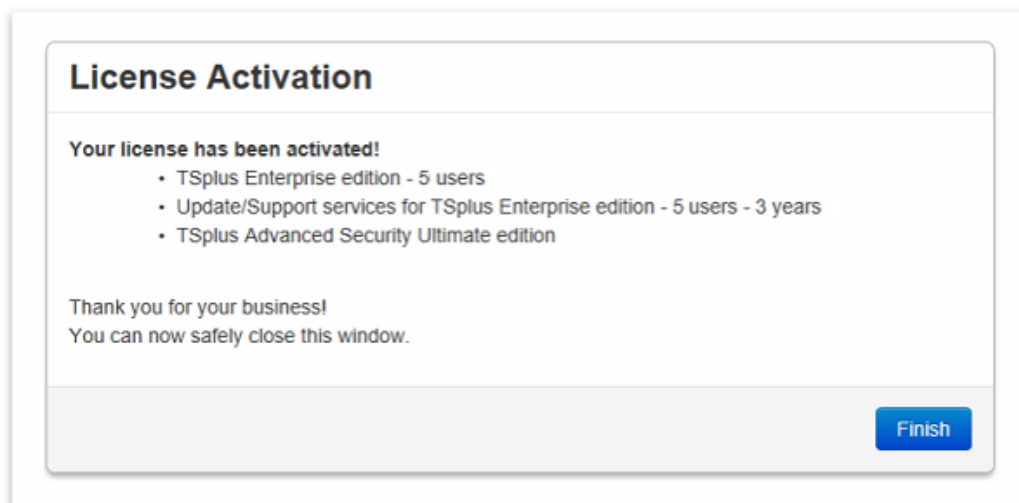 License Activation
Your license has been activated!
• TSplus Enterprise edition - 5 users
• Update/Support services for TSplus Enterprise edition - 5 users - 3 years
• TSplus Advanced Security Ultimate edition
Thank you for your business!
You can now safely close this window.
Finish